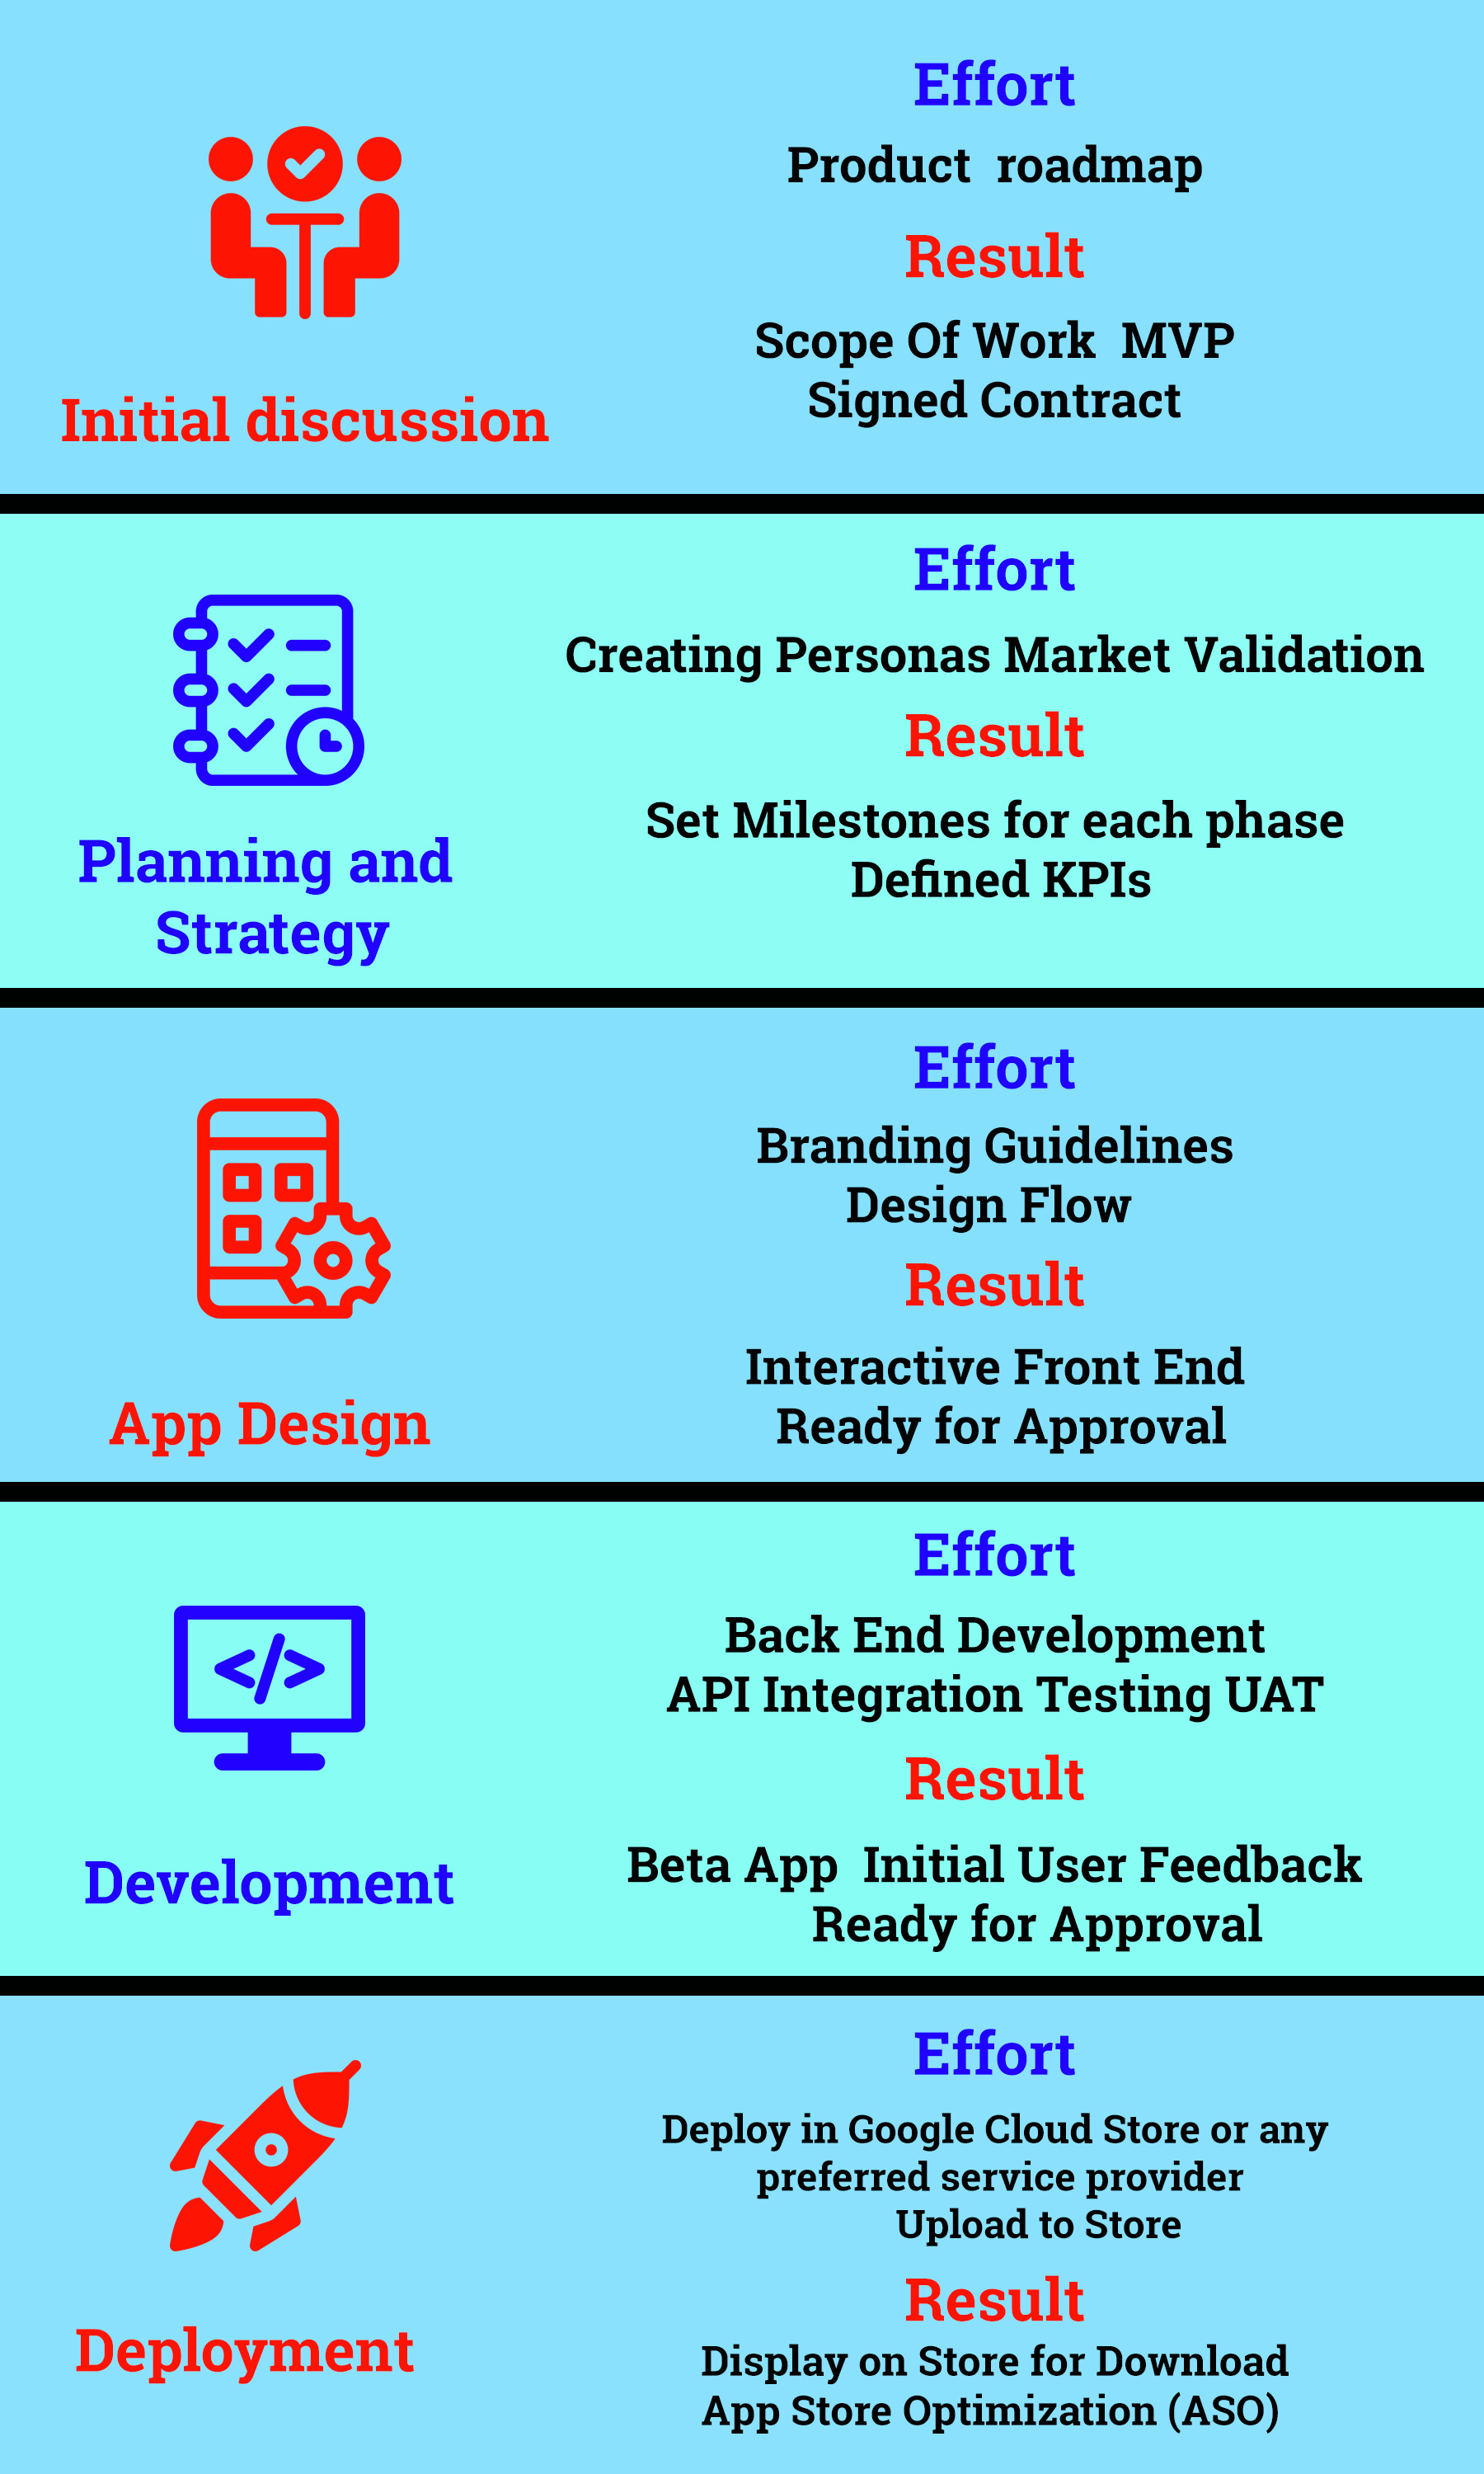 Initial discussion
Effort
Product roadmap
Result
Scope Of Work MVP
Signed Contract
Planning and
Strategy
Effort
Creating Personas Market Validation
Result
Set Milestones for each phase
Defined KPIs
App Design
Effort
Branding Guidelines
Design Flow
Result
Interactive Front End
Ready for Approval
Development
Effort
Back End Development
API Integration Testing UAT
Result
Beta App Initial User Feedback
Ready for Approval
Deployment
Effort
Deploy in Google Cloud Store or any
preferred service provider
Upload to Store
Result
Display on Store for Download
App Store Optimization (ASO)